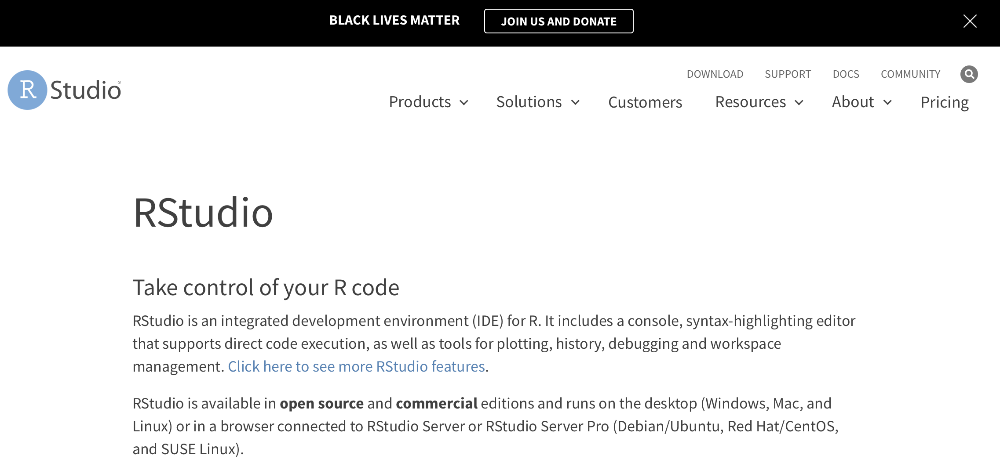 BLACK LIVES MATTER JOIN US AND DONATE
R Studio®
DOWNLOAD SUPPORT DOCS COMMUNITY
Products Solutions Customers Resources About Pricing
RStudio
Take control of your R code
RStudio is an integrated development environment (IDE) for R. It includes a console, syntax-highlighting editor
that supports direct code execution, as well as tools for plotting, history, debugging and workspace
management. Click here to see more RStudio features.
RStudio is available in open source and commercial editions and runs on the desktop (Windows, Mac, and
Linux) or in a browser connected to RStudio Server or RStudio Server Pro (Debian/Ubuntu, Red Hat/CentOS,
and SUSE Linux).